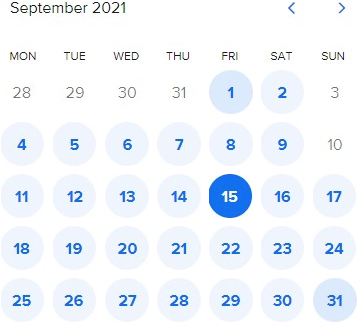 September 2021
MON TUE WED THU FRI SAT SUN
28 29 30 31 1 2 3
4 5 6 7 8 9 10
11 12 13 14 15 16 17
18 19 20 21 22 23 24
25 26 27 28 29 30 31